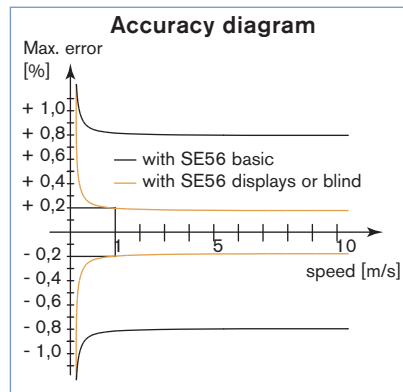 Accuracy diagram
Max. error
[%]
+ 1,0
+ 0,8
+ 0,6
+ 0,4
+ 0,2
with SE56 basic
with SE56 displays or blind
1 5 10
speed [m/s]
- 0,2
- 0,4
- 0,6
- 0,8
- 1,0